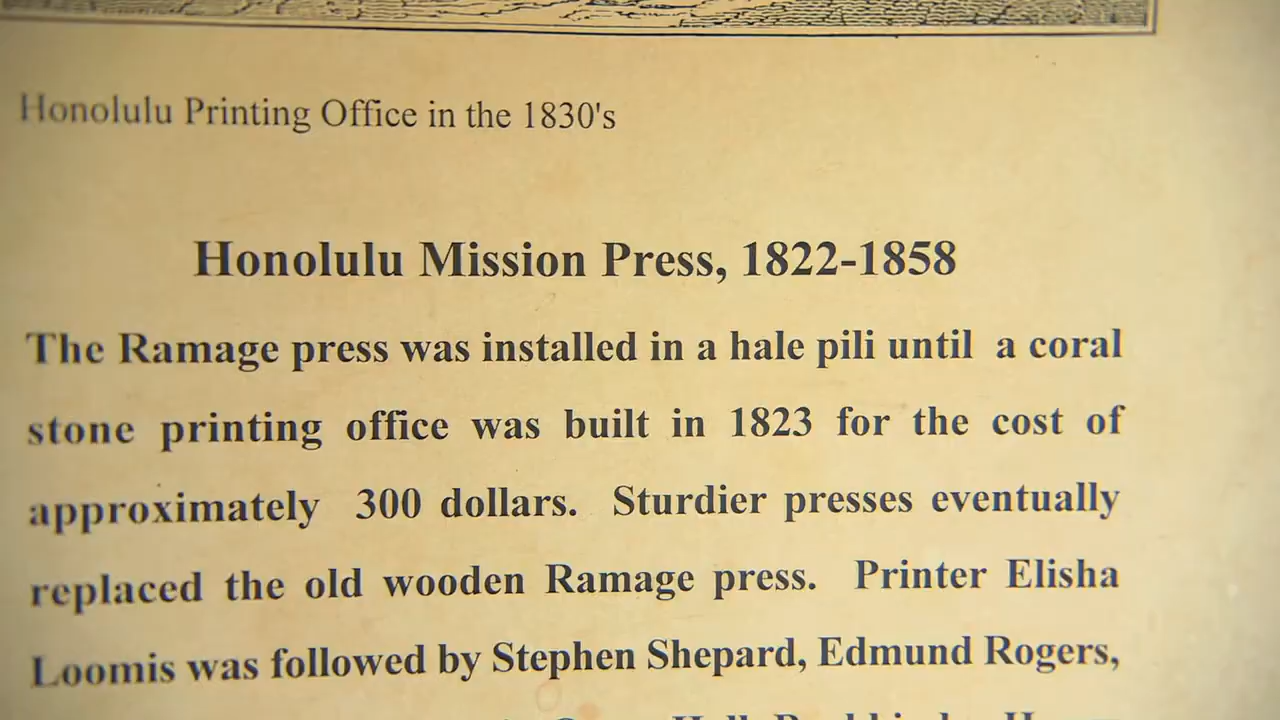 Honolulu Printing Office in the 1830's
Honolulu Mission Press, 1822-1858
The Ramage press was installed in a hale pili until a coral
stone printing office was built in 1823 for the cost of
approximately 300 dollars. Sturdier presses eventually
replaced the old wooden Ramage press. Printer Elisha
Loomis was followed by Stephen Shepard, Edmund Rogers,